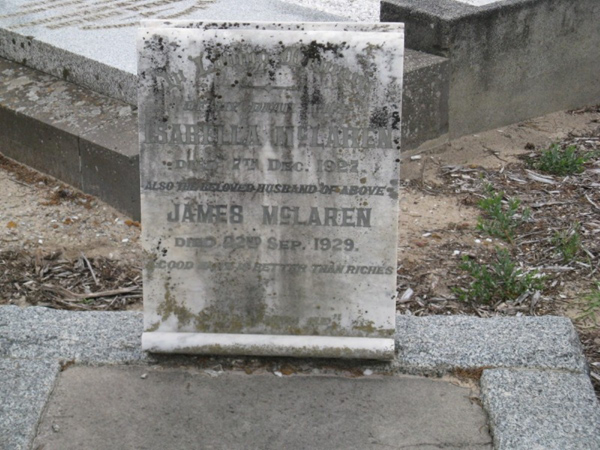 ISABELLA McLAREN
DIED 7TH DEC. 1927.
ALSO THE BELOVED HUSBAND OF ABOVE
JAMES McLAREN
DIED 22ND SEP. 1929.
A GOOD NAME IS BETTER THAN RICHES